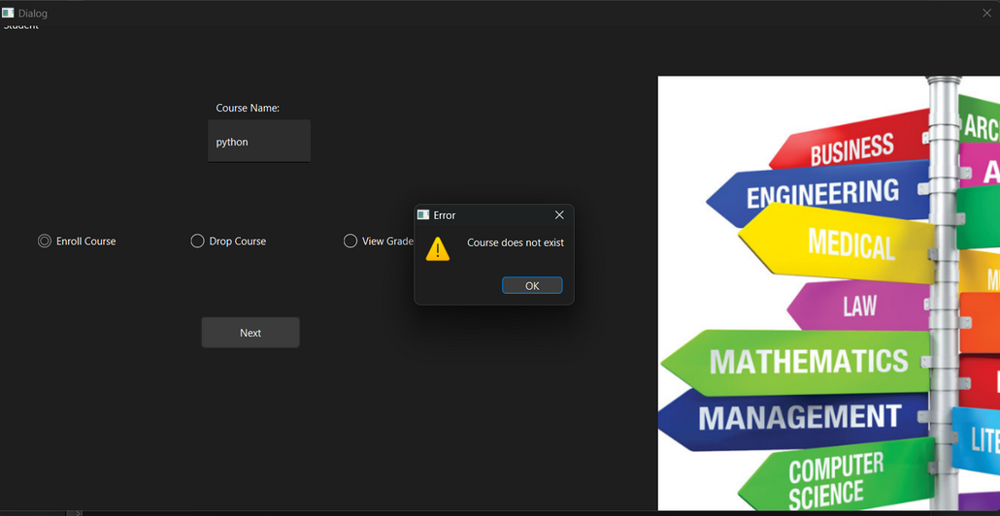 Dialog
Student
Course Name:
python
Enroll Course
Drop Course
View Grade
Error
Course does not exist
OK
Next
BUSINESS
ENGINEERING
MEDICAL
LAW
MATHEMATICS
MANAGEMENT
COMPUTER
SCIENCE
ARC
A
M
LITE